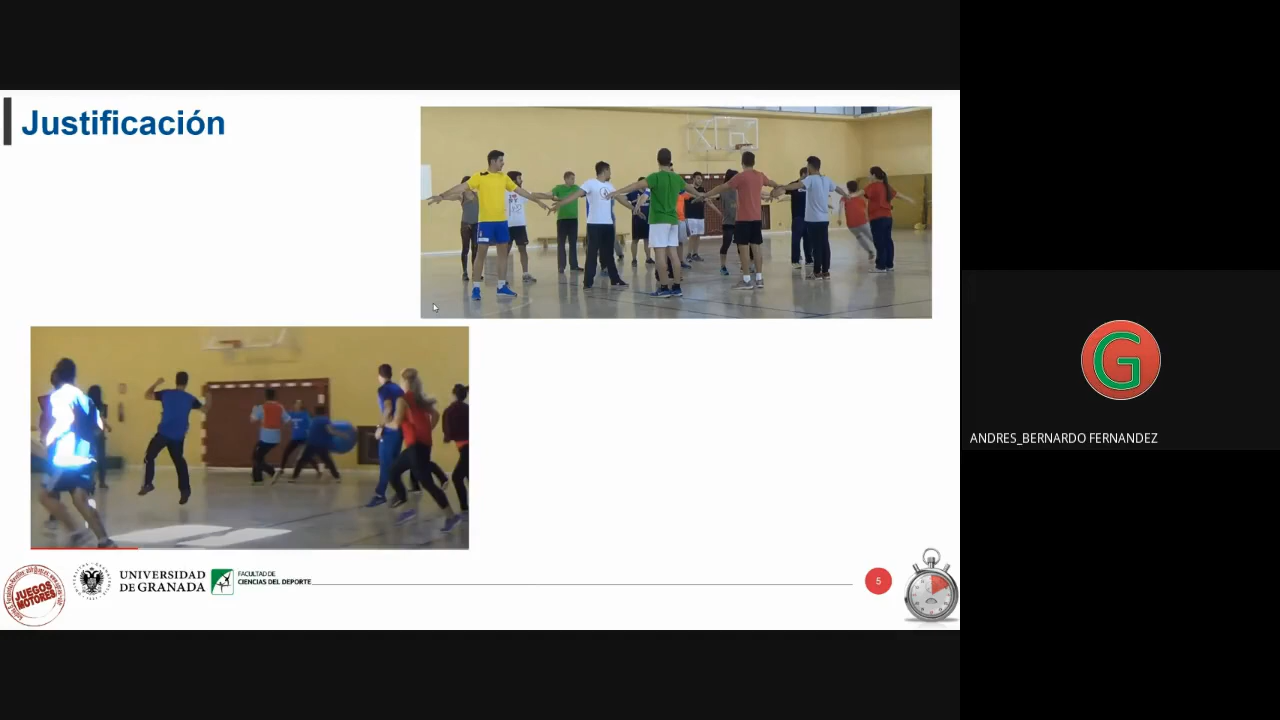 Justificación
UNIVERSIDAD
DE GRANADA
FACULTAD DE
CIENCIAS DEL DEPORTE
JUEGOS
MOTORES
5
G
ANDRES_BERNARDO FERNANDEZ